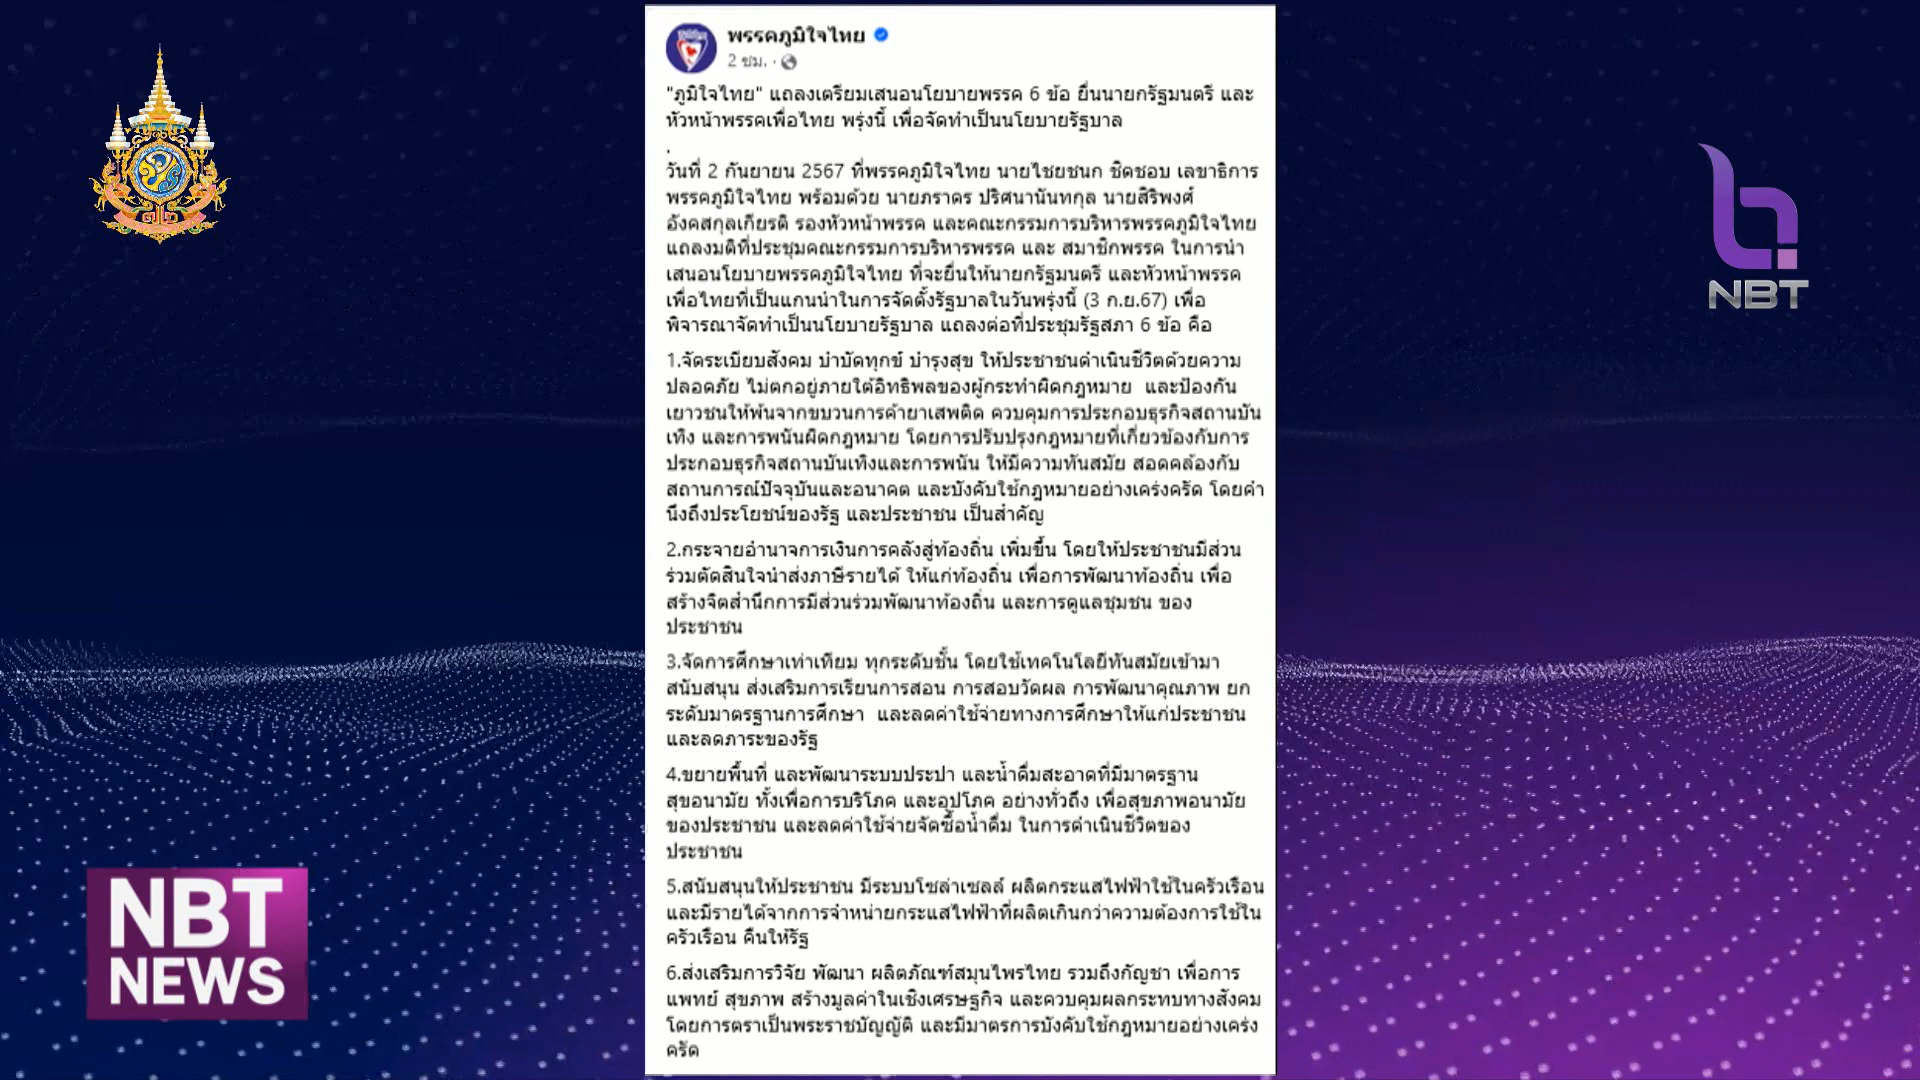 พรรคภูมิใจไทย
2 ชม. ·
"ภูมิใจไทย" แถลงเตรียมเสนอนโยบายพรรค 6 ข้อ ยื่นนายกรัฐมนตรี และ
หัวหน้าพรรคเพื่อไทย พรุ่งนี้ เพื่อจัดทำเป็นนโยบายรัฐบาล
.
วันที่ 2 กันยายน 2567 ที่พรรคภูมิใจไทย นายไชยชนก ชิดชอบ เลขาธิการ
พรรคภูมิใจไทย พร้อมด้วย นายภราดร ปริศนานันทกุล นายสิริพงศ์
อังคสกุลเกียรติ รองหัวหน้าพรรค และคณะกรรมการบริหารพรรคภูมิใจไทย
แถลงมติที่ประชุมคณะกรรมการบริหารพรรค และ สมาชิกพรรค ในการนำ
เสนอนโยบายพรรคภูมิใจไทย ที่จะยื่นให้นายกรัฐมนตรี และหัวหน้าพรรค
เพื่อไทยที่เป็นแกนนำในการจัดตั้งรัฐบาลในวันพรุ่งนี้ (3 ก.ย.67) เพื่อ
พิจารณาจัดทำเป็นนโยบายรัฐบาล แถลงต่อที่ประชุมรัฐสภา 6 ข้อ คือ
1.จัดระเบียบสังคม บำบัดทุกข์ บำรุงสุข ให้ประชาชนดำเนินชีวิตด้วยความ
ปลอดภัย ไม่ตกอยู่ภายใต้อิทธิพลของผู้กระทำผิดกฎหมาย และป้องกัน
เยาวชนให้พ้นจากขบวนการค้ายาเสพติด ควบคุมการประกอบธุรกิจสถานบัน
เทิง และการพนันผิดกฎหมาย โดยการปรับปรุงกฎหมายที่เกี่ยวข้องกับการ
ประกอบธุรกิจสถานบันเทิงและการพนัน ให้มีความทันสมัย สอดคล้องกับ
สถานการณ์ปัจจุบันและอนาคต และบังคับใช้กฎหมายอย่างเคร่งครัด โดยคำ
นึงถึงประโยชน์ของรัฐ และประชาชน เป็นสำคัญ
2.กระจายอำนาจการเงินการคลังสู่ท้องถิ่น เพิ่มขึ้น โดยให้ประชาชนมีส่วน
ร่วมตัดสินใจนำส่งภาษีรายได้ ให้แก่ท้องถิ่น เพื่อการพัฒนาท้องถิ่น เพื่อ
สร้างจิตสำนึกการมีส่วนร่วมพัฒนาท้องถิ่น และการดูแลชุมชน ของ
ประชาชน
3.จัดการศึกษาเท่าเทียม ทุกระดับชั้น โดยใช้เทคโนโลยีทันสมัยเข้ามา
สนับสนุน ส่งเสริมการเรียนการสอน การสอบวัดผล การพัฒนาคุณภาพ ยก
ระดับมาตรฐานการศึกษา และลดค่าใช้จ่ายทางการศึกษาให้แก่ประชาชน
และลดภาระของรัฐ
4.ขยายพื้นที่ และพัฒนาระบบประปา และน้ำดื่มสะอาดที่มีมาตรฐาน
สุขอนามัย ทั้งเพื่อการบริโภค และอุปโภค อย่างทั่วถึง เพื่อสุขภาพอนามัย
ของประชาชน และลดค่าใช้จ่ายจัดซื้อน้ำดื่ม ในการดำเนินชีวิตของ
ประชาชน
5.สนับสนุนให้ประชาชน มีระบบโซล่าเซลล์ ผลิตกระแสไฟฟ้าใช้ในครัวเรือน
และมีรายได้จากการจำหน่ายกระแสไฟฟ้าที่ผลิตเกินกว่าความต้องการใช้ใน
ครัวเรือน คืนให้รัฐ
6.ส่งเสริมการวิจัย พัฒนา ผลิตภัณฑ์สมุนไพรไทย รวมถึงกัญชา เพื่อการ
แพทย์ สุขภาพ สร้างมูลค่าในเชิงเศรษฐกิจ และควบคุมผลกระทบทางสังคม
โดยการตราเป็นพระราชบัญญัติ และมีมาตรการบังคับใช้กฎหมายอย่างเคร่ง
ครัด
NBT
NBT
NEWS